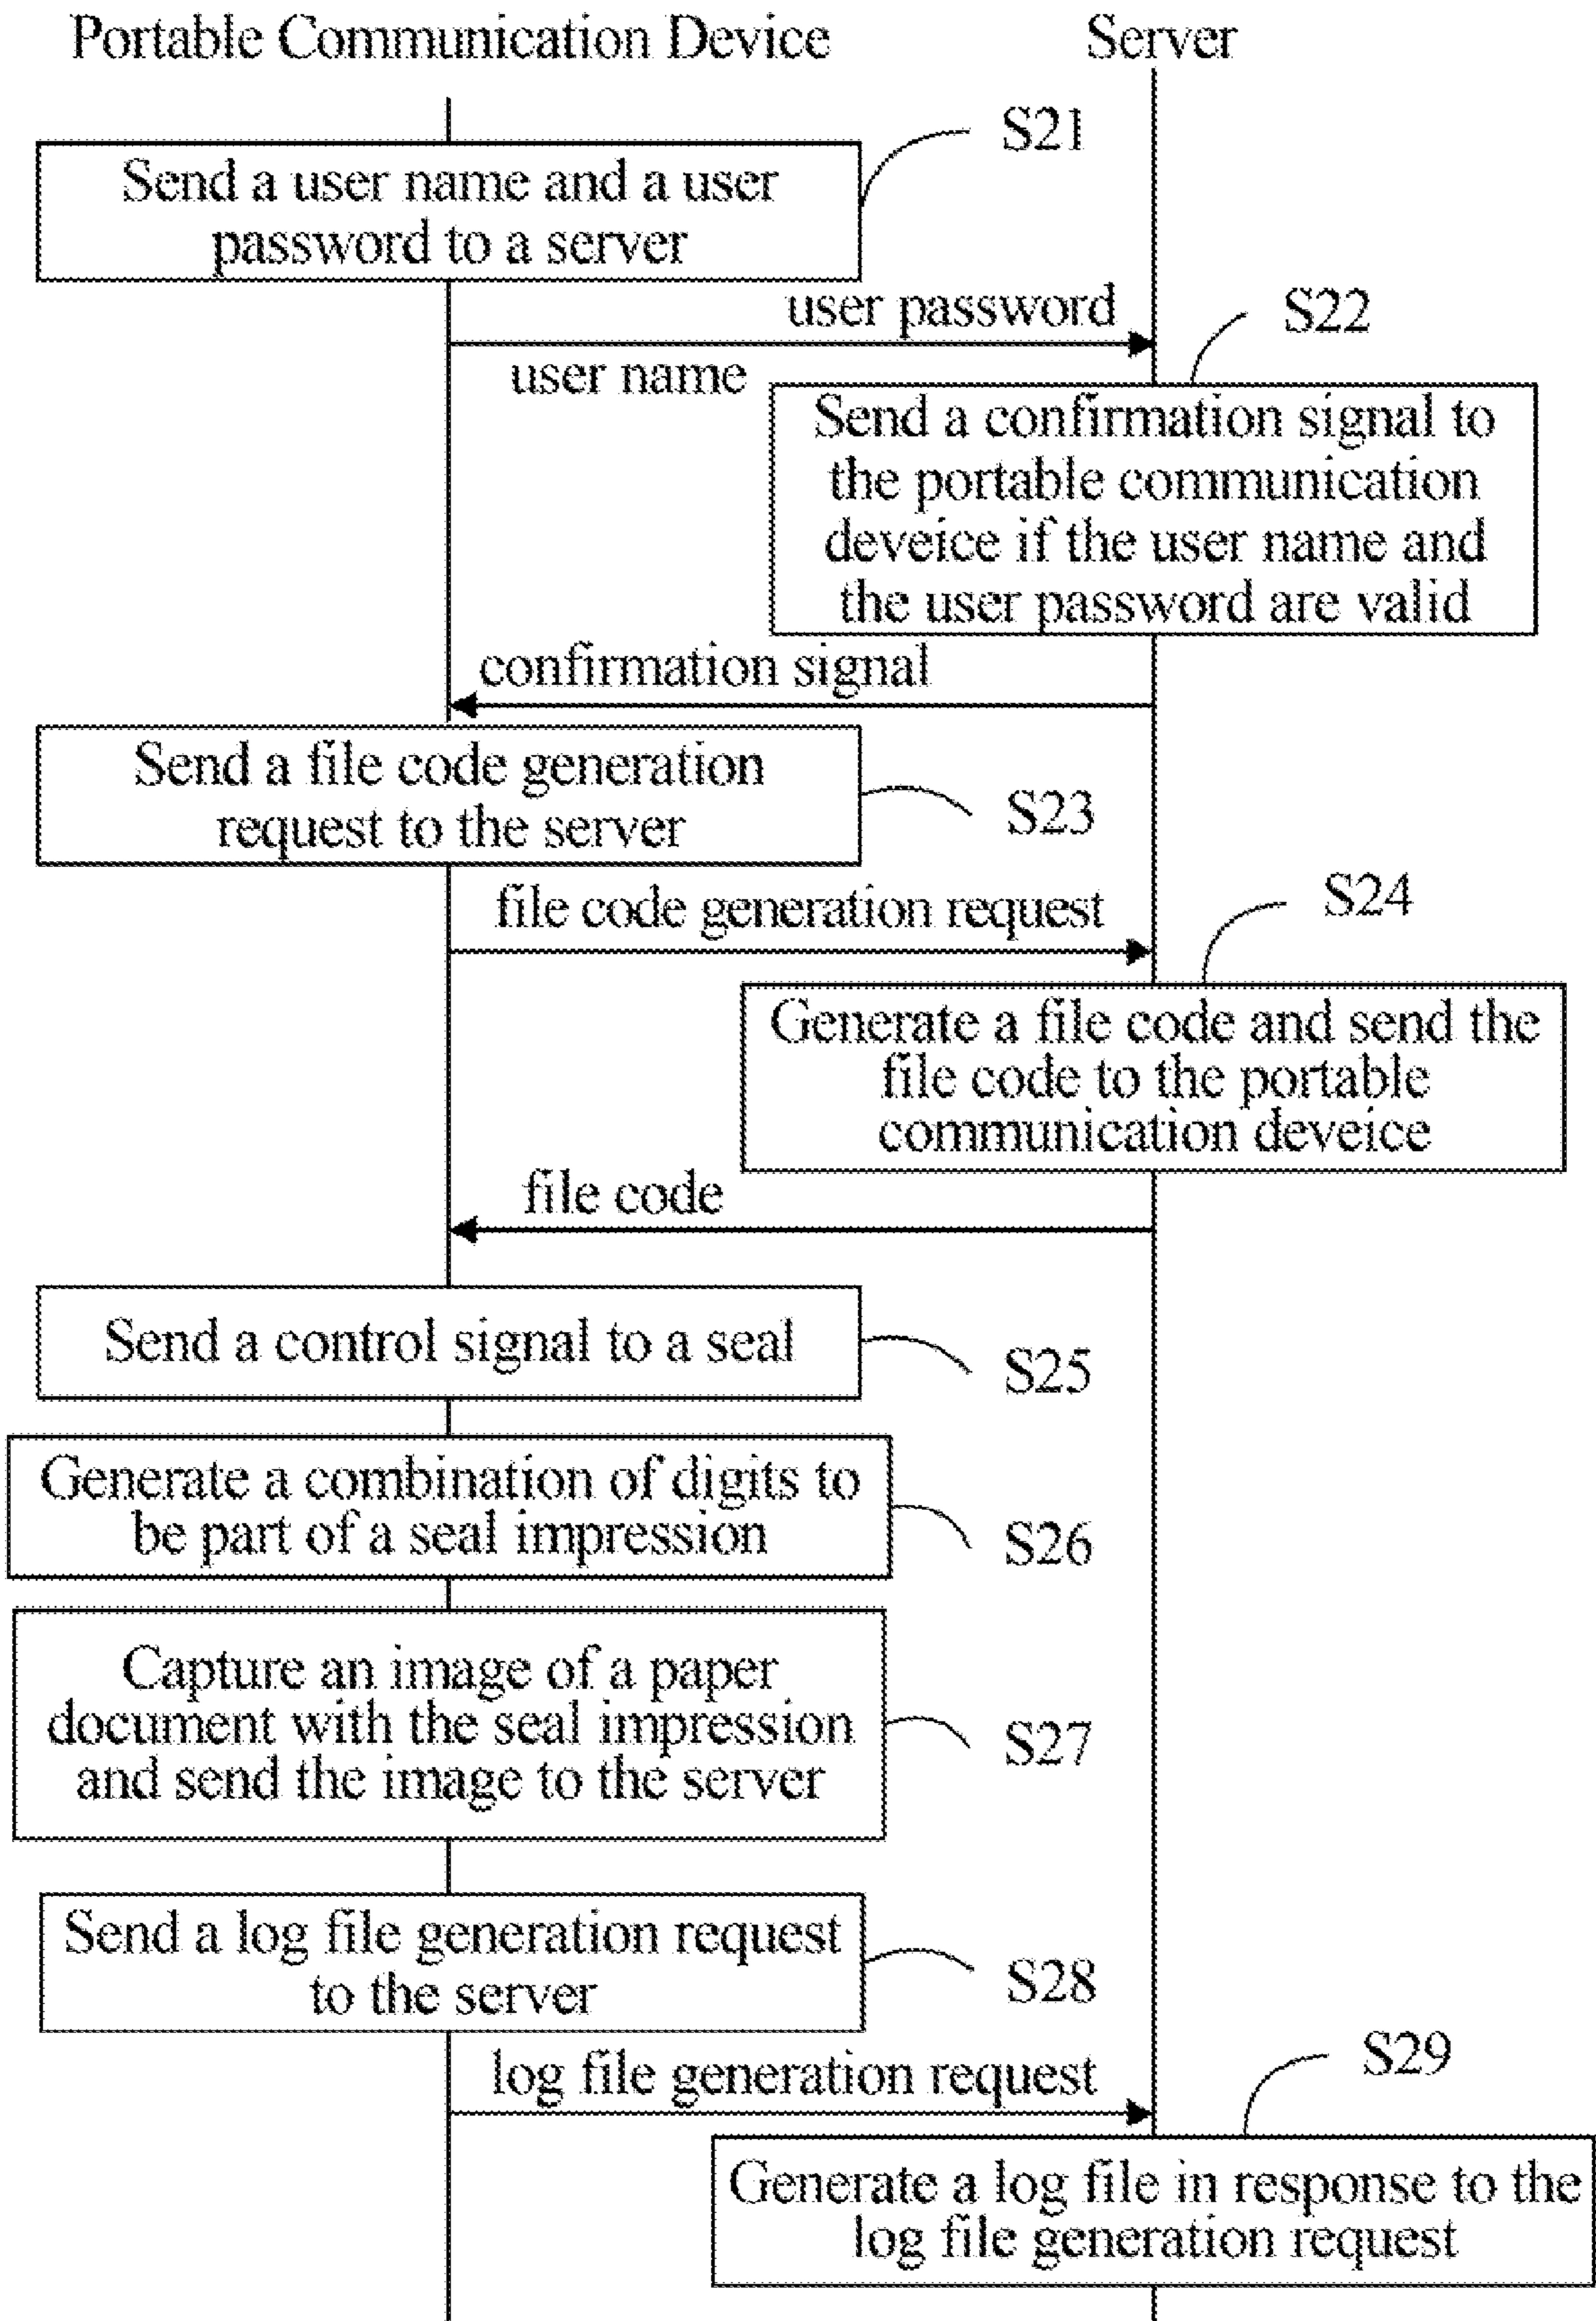 Portable Communication Device
Server
S21
Send a user name and a user
password to a server
user password
user name
S22
Send a confirmation signal to
the portable communication
deveice if the user name and
the user password are valid
confirmation signal
Send a file code generation
request to the server
S23
file code generation request
S24
Generate a file code and send the
file code to the portable
communication deveice
file code
Send a control signal to a seal
S25
Generate a combination of digits to
be part of a seal impression
S26
Capture an image of a paper
document with the seal impression
and send the image to the server
S27
Send a log file generation request
to the server
S28
log file generation request
S29
Generate a log file in response to the
log file generation request